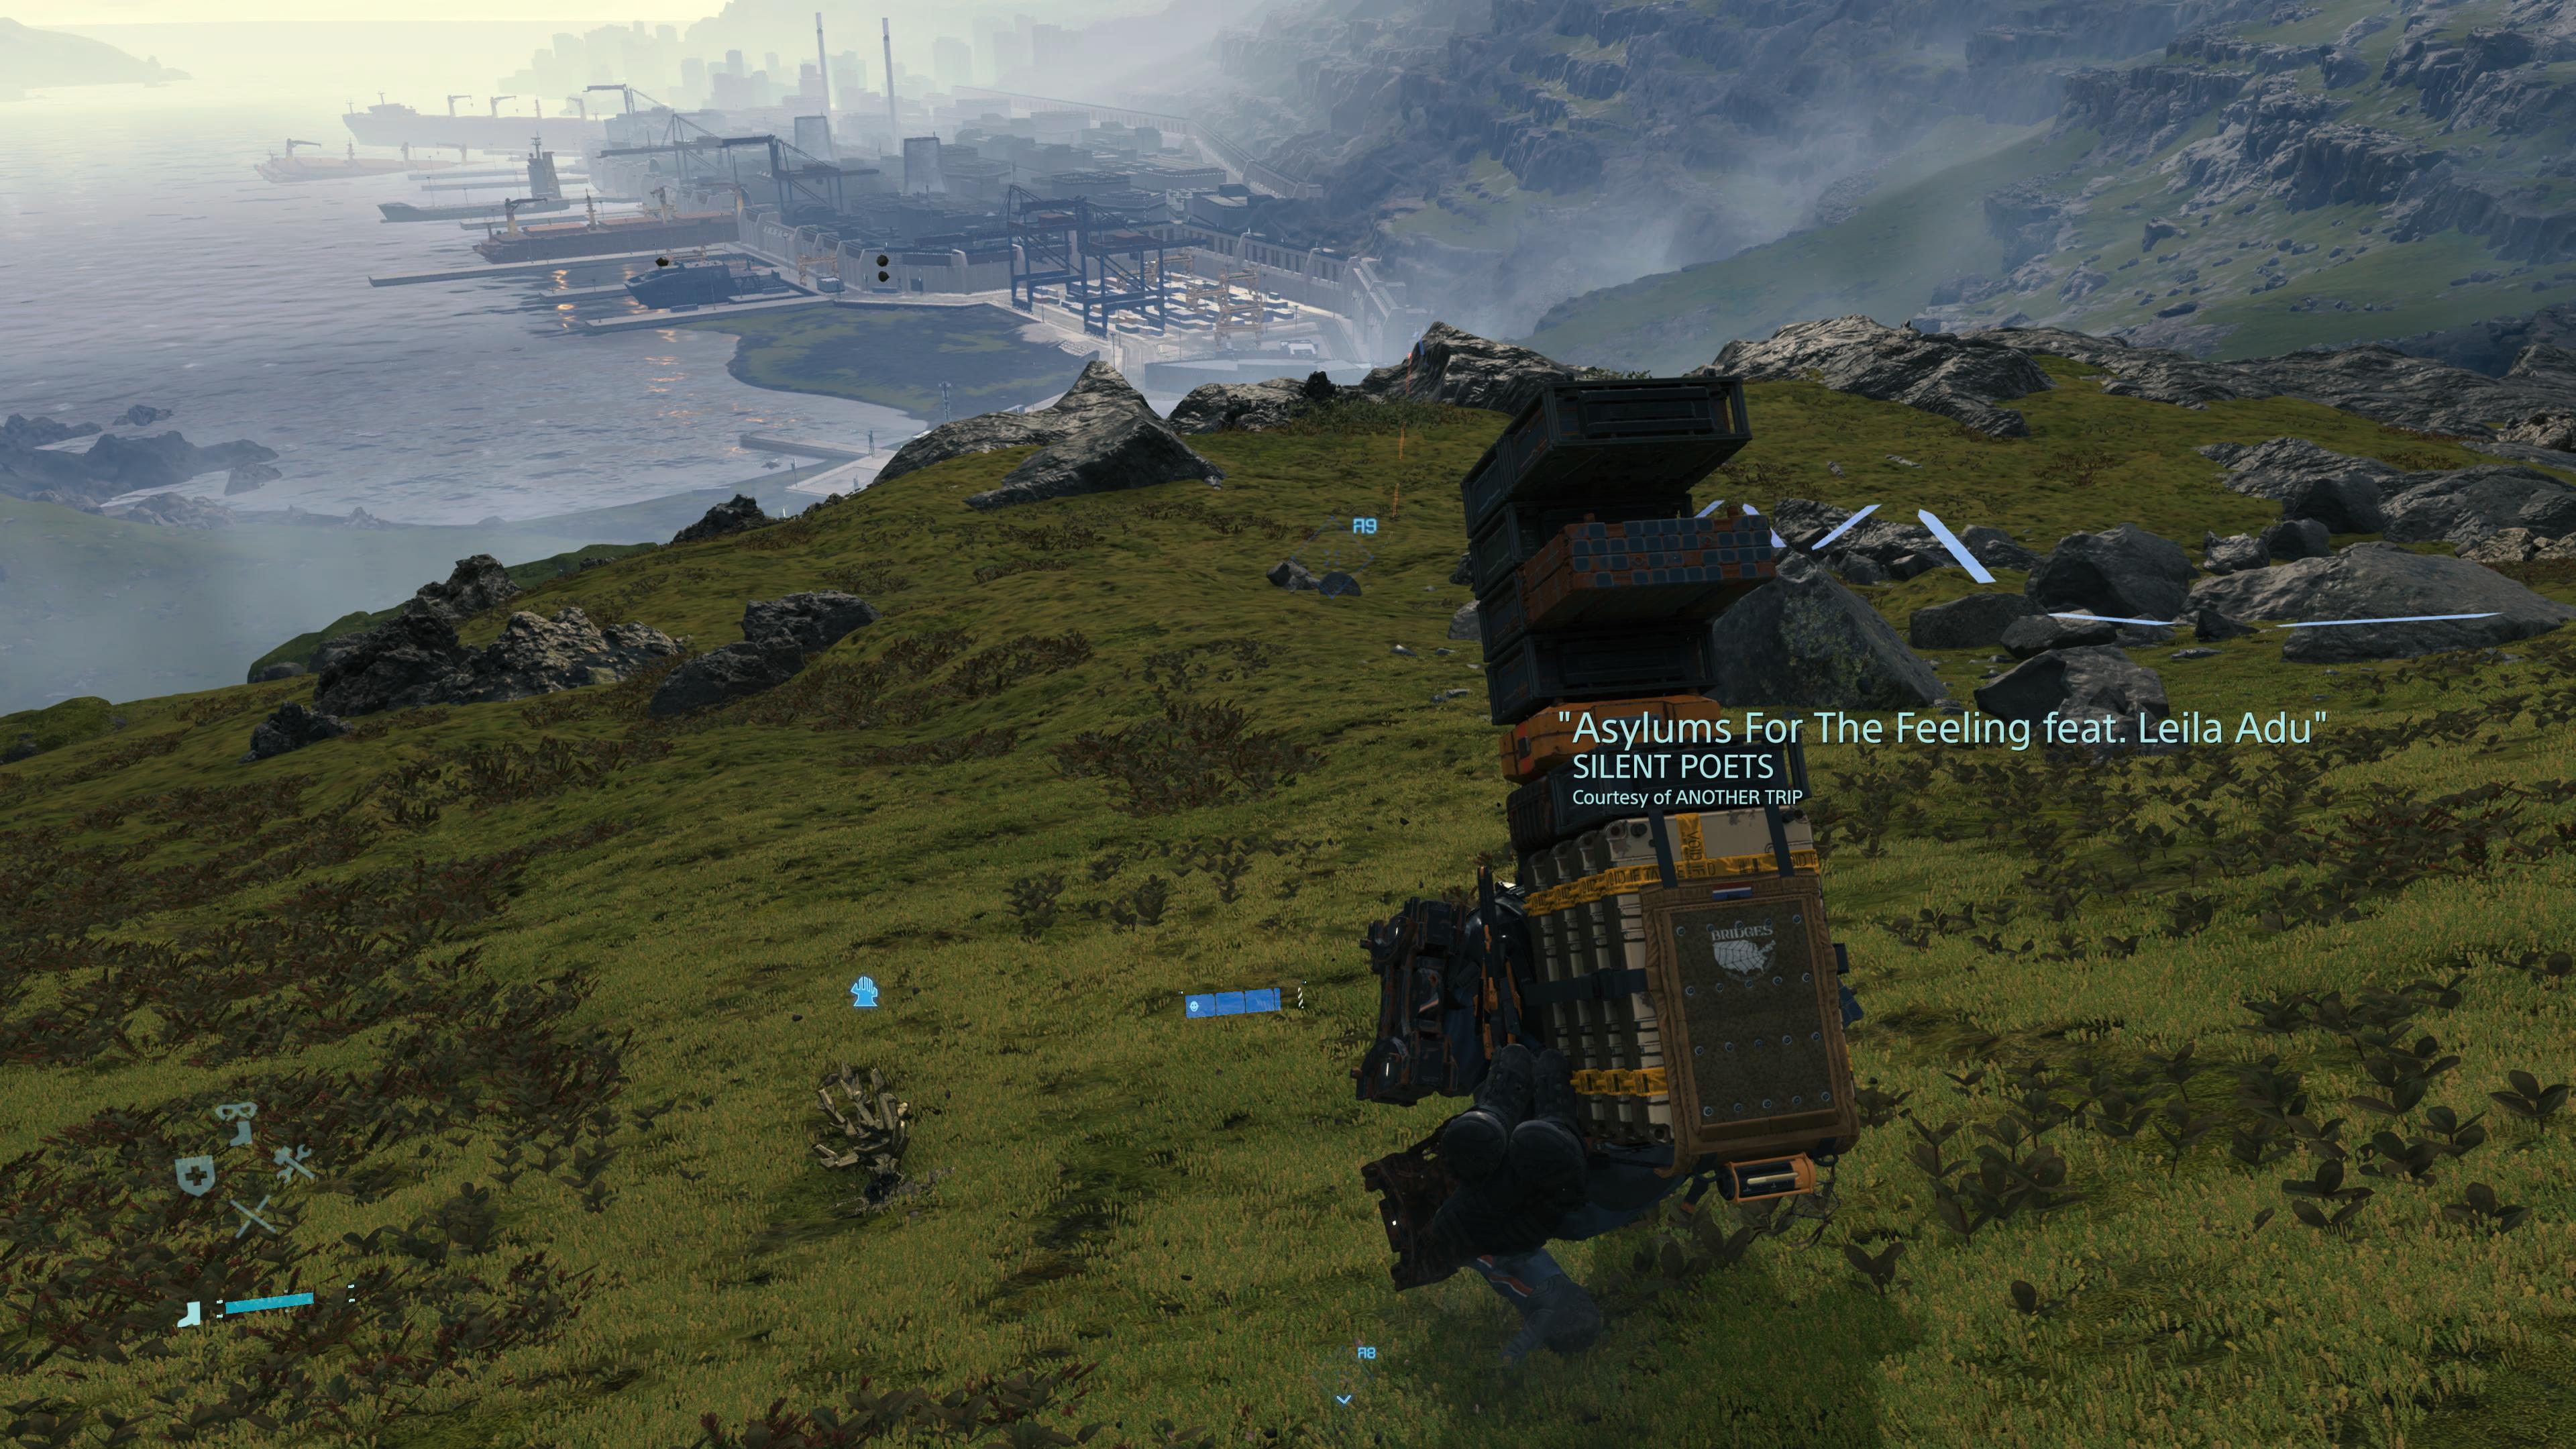 A9
"Asylums For The Feeling feat. Leila Adu"
SILENT POETS
Courtesy of ANOTHER TRIP
BRIDGES
A8